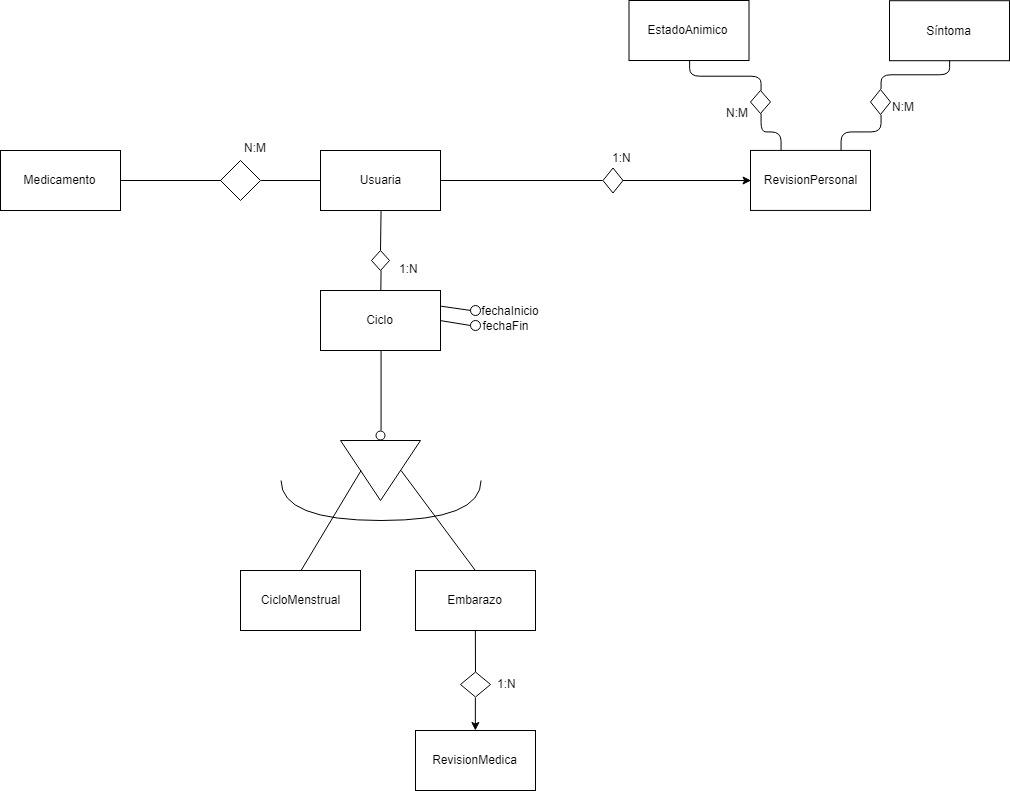 EstadoAnimico
Síntoma
N:M
N:M
N:M
1:N
Medicamento
Usuaria
RevisionPersonal
1:N
Ciclo
fechaInicio
fechaFin
CicloMenstrual
Embarazo
1:N
RevisionMedica